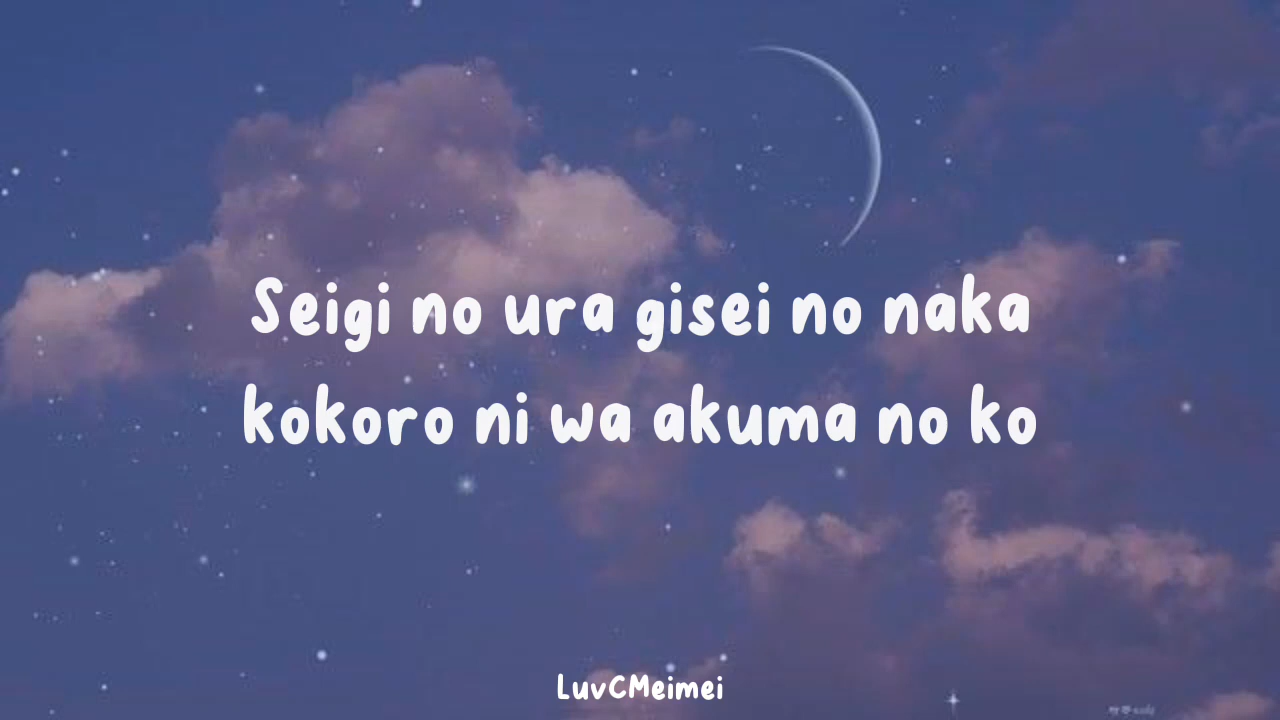 Seigi no ura gisei no naka
kokoro ni wa akuma no ko
LuvCMeimei